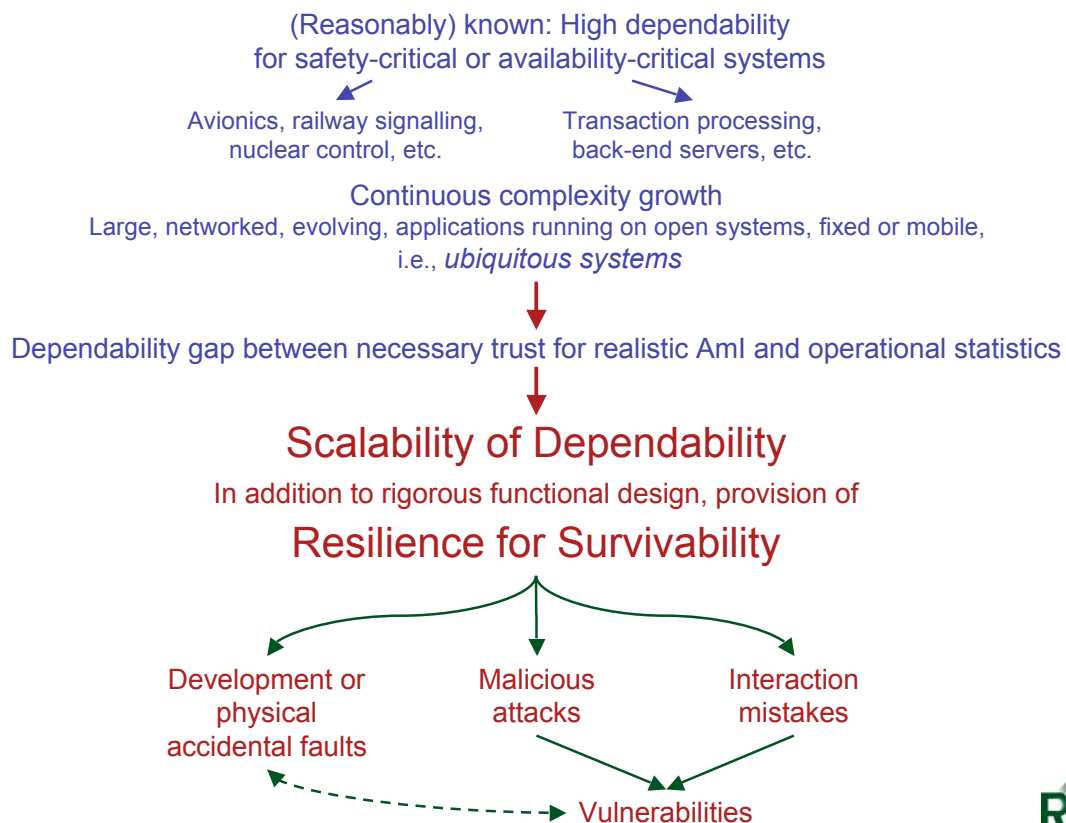 (Reasonably) known: High dependability
for safety-critical or availability-critical systems
Avionics, railway signalling,
nuclear control, etc.
Transaction processing,
back-end servers, etc.
Continuous complexity growth
Large, networked, evolving, applications running on open systems, fixed or mobile,
i.e., ubiquitous systems
Dependability gap between necessary trust for realistic AmI and operational statistics
Scalability of Dependability
In addition to rigorous functional design, provision of
Resilience for Survivability
Development or
physical
accidental faults
Malicious
attacks
Interaction
mistakes
Vulnerabilities